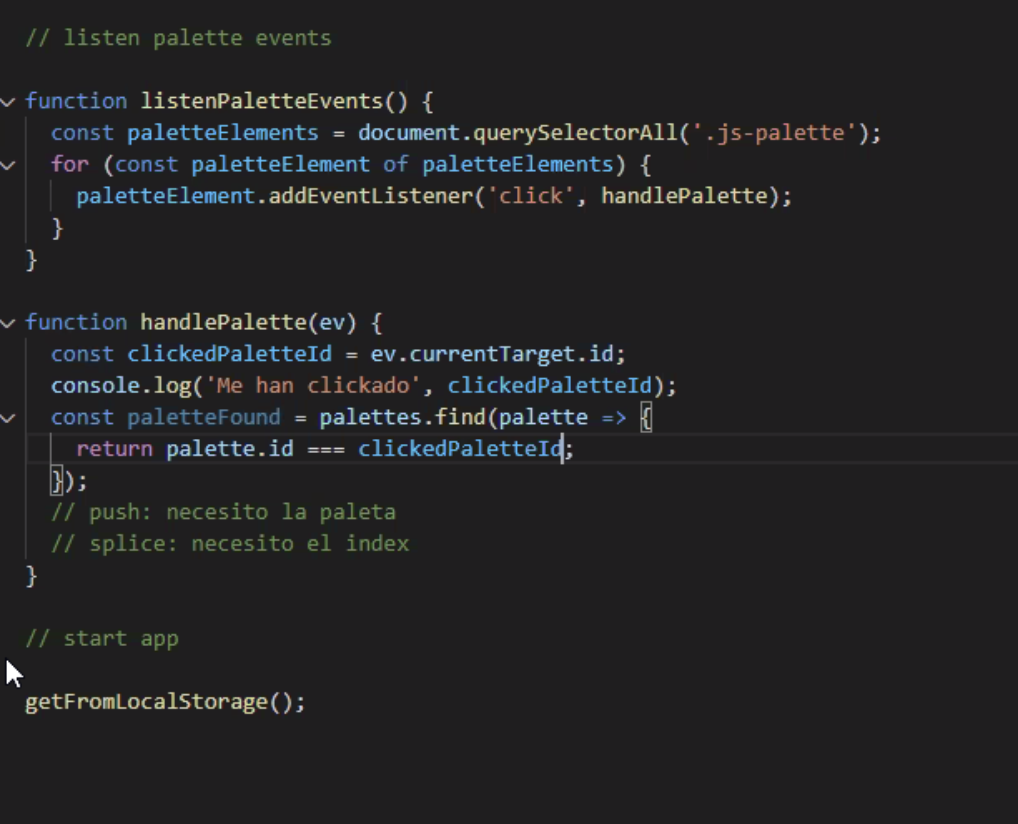 // listen palette events
function listenPaletteEvents() {
const paletteElements = document.querySelectorAll('.js-palette');
for (const paletteElement of paletteElements) {
paletteElement.addEventListener('click', handlePalette);
}
}
function handlePalette(ev) {
const clickedPaletteId = ev.currentTarget.id;
console.log('Me han clickado', clickedPaletteId);
const paletteFound = palettes.find(palette => {
return palette.id === clickedPaletteId;
});
// push: necesito la paleta
// splice: necesito el index
}
// start app
getFromLocalStorage();